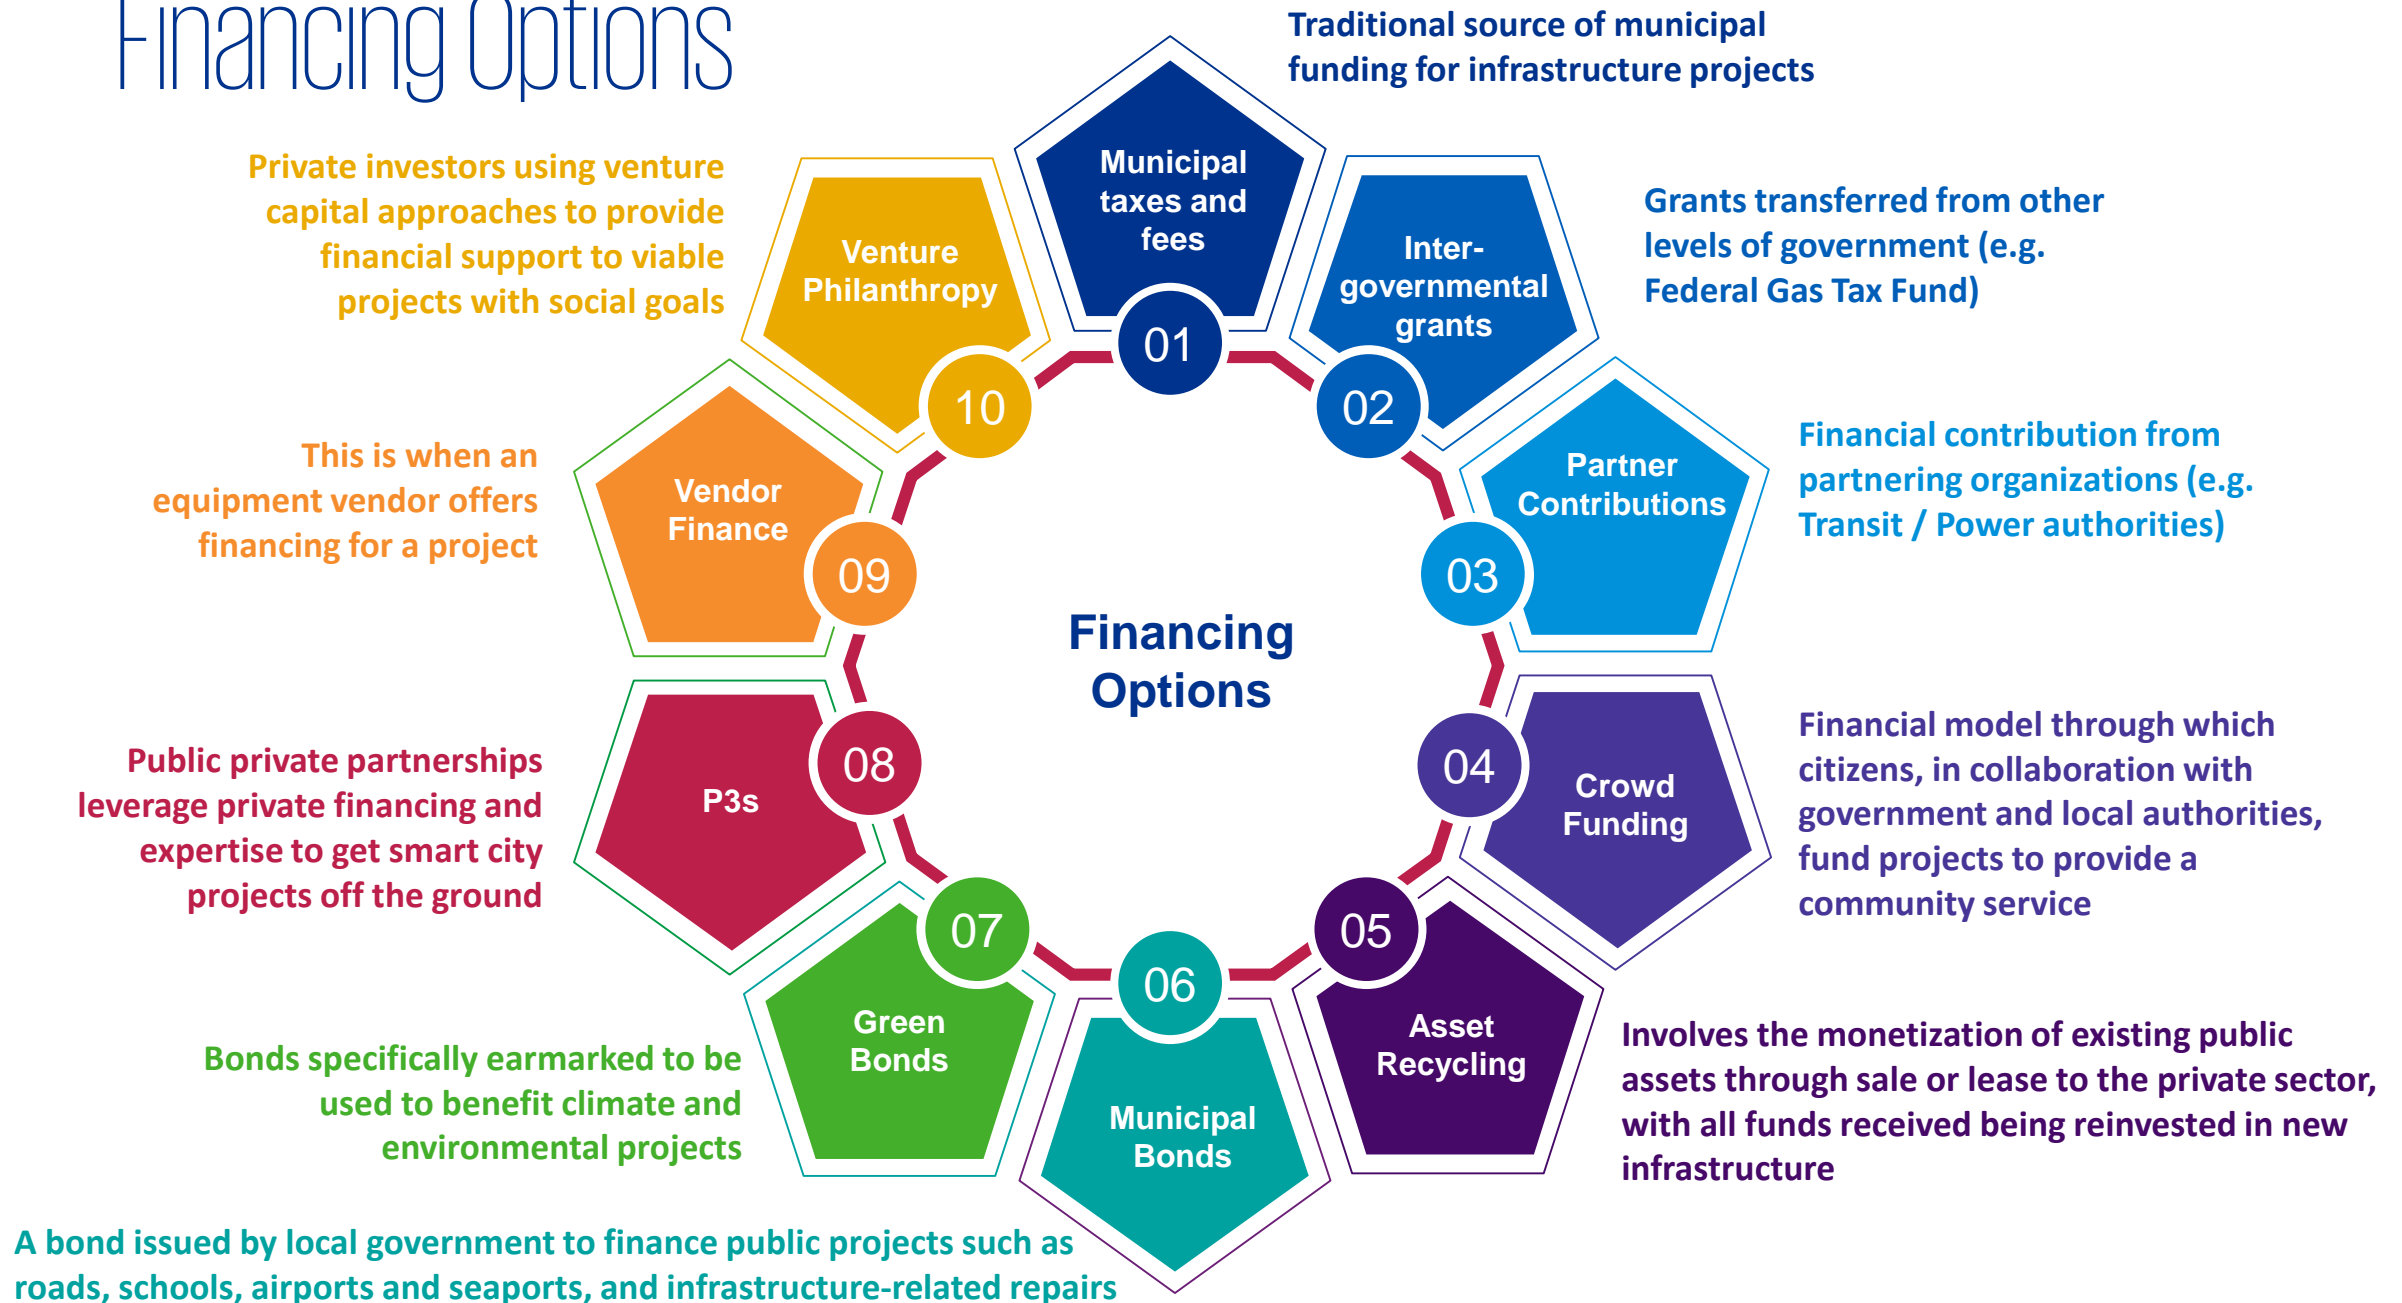 Financing Options
Traditional source of municipal
funding for infrastructure projects
Municipal
taxes and
fees
01
Inter-
governmental
grants
02
Grants transferred from other
levels of government (e.g.
Federal Gas Tax Fund)
Partner
Contributions
03
Financial contribution from
partnering organizations (e.g.
Transit / Power authorities)
Crowd
Funding
04
Financial model through which
citizens, in collaboration with
government and local authorities,
fund projects to provide a
community service
Asset
Recycling
05
Involves the monetization of existing public
assets through sale or lease to the private sector,
with all funds received being reinvested in new
infrastructure
Municipal
Bonds
06
A bond issued by local government to finance public projects such as
roads, schools, airports and seaports, and infrastructure-related repairs
Green
Bonds
07
Bonds specifically earmarked to be
used to benefit climate and
environmental projects
P3s
08
Public private partnerships
leverage private financing and
expertise to get smart city
projects off the ground
Vendor
Finance
09
This is when an
equipment vendor offers
financing for a project
Venture
Philanthropy
10
Private investors using venture
capital approaches to provide
financial support to viable
projects with social goals
Financing
Options